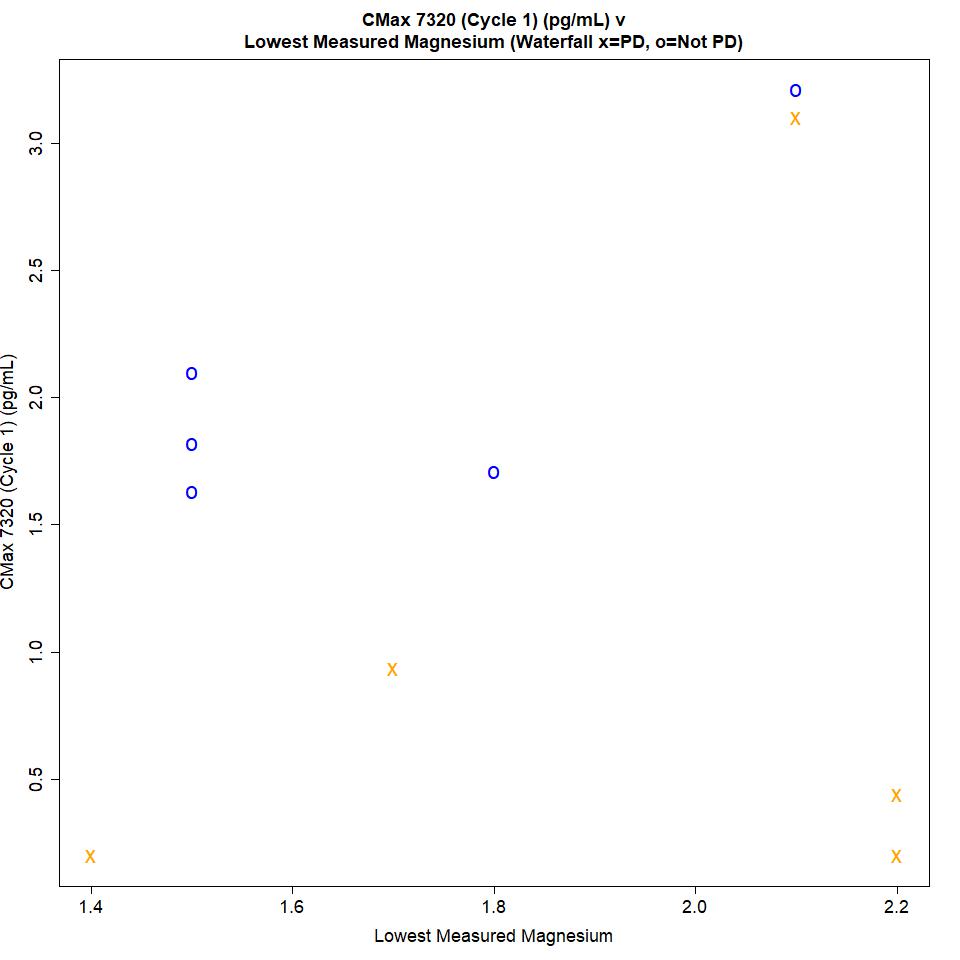 CMax 7320 (Cycle 1) (pg/mL) v
Lowest Measured Magnesium (Waterfall x=PD, o=Not PD)
CMax 7320 (Cycle 1) (pg/mL)
3.0
2.5
2.0
1.5
1.0
0.5
o
x
o
o
o
o
x
x
x
x
1.4
1.6
1.8
2.0
2.2
Lowest Measured Magnesium